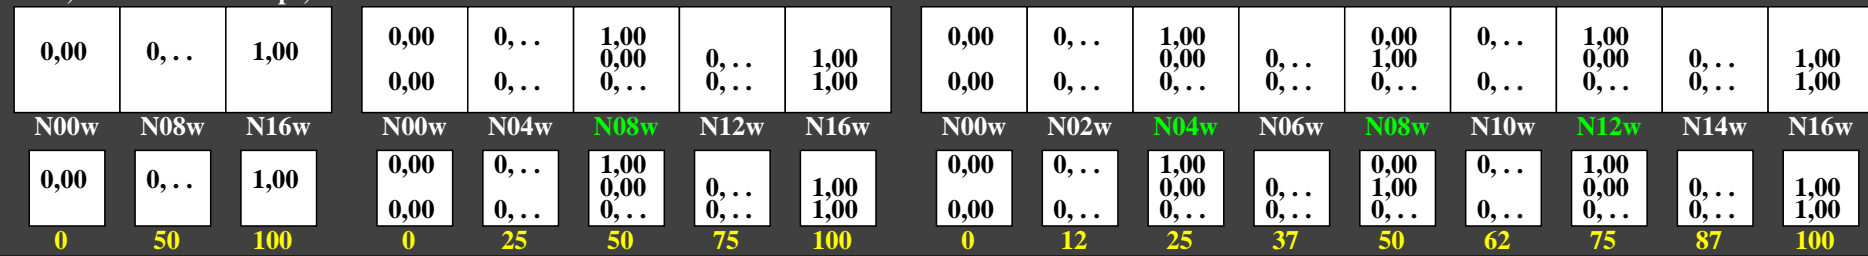 0,00 0, . . 1,00
0,00 0, . . 1,00
0,00 0, . . 1,00
0,00 0, . . 0, . . 0, . . 1,00
0,00 0, . . 1,00 0,00 0, . . 1,00
0,00 0, . . 1,00 0,00 0, . . 1,00
0,00 0, . . 0, . . 0, . . 0, . . 0, . . 0, . . 0, . . 1,00
N00w N08w N16w N00w N04w N08w N12w N16w N00w N02w N04w N06w N08w N10w N12w N14w N16w
0,00 0, . . 1,00
0,00 0, . . 1,00
0,00 0, . . 1,00
0,00 0, . . 0, . . 0, . . 1,00
0,00 0, . . 1,00 0,00 0, . . 1,00
0,00 0, . . 1,00 0,00 0, . . 1,00
0,00 0, . . 0, . . 0, . . 0, . . 0, . . 0, . . 0, . . 1,00
0 50 100 0 25 50 75 100 0 12 25 37 50 62 75 87 100